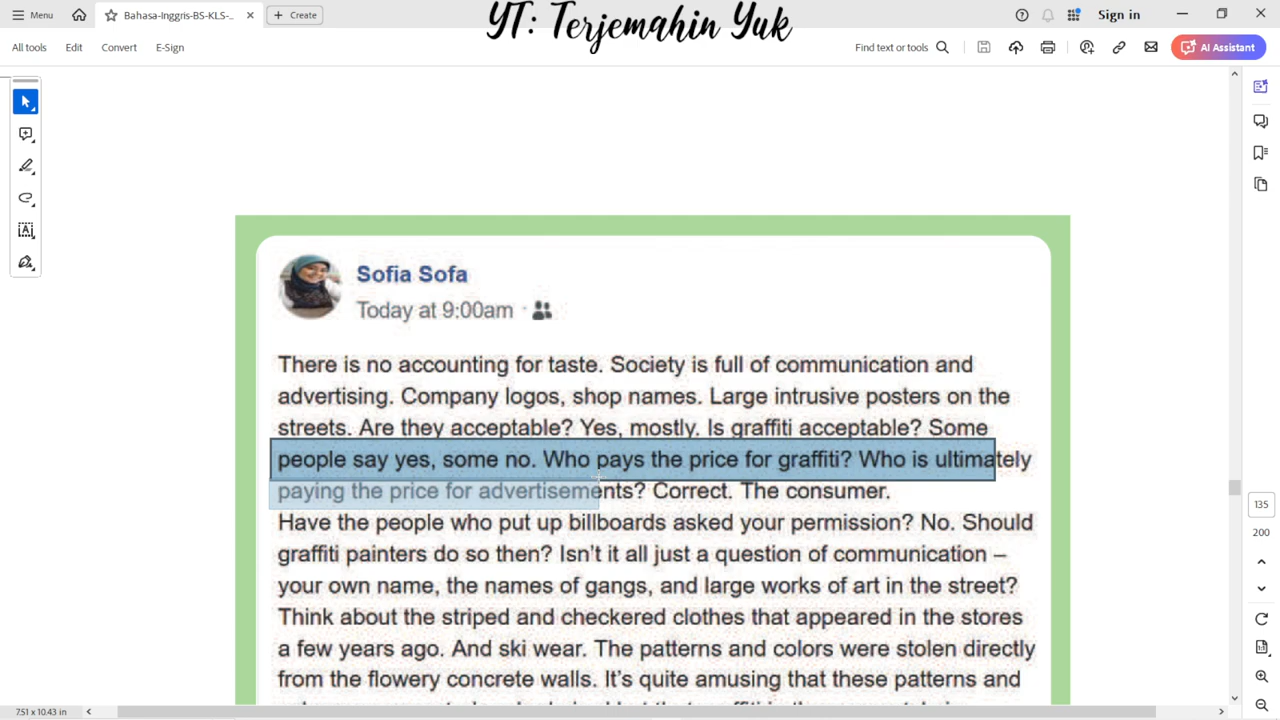 Menu
Bahasa-Inggris-BS-KLS-...
Create
YT: Terjemahin Yuk
Sign in
All tools
Edit
Convert
E-Sign
Find text or tools
AI Assistant
Sofia Sofa
Today at 9:00am
There is no accounting for taste. Society is full of communication and
advertising. Company logos, shop names. Large intrusive posters on the
streets. Are they acceptable? Yes, mostly. Is graffiti acceptable? Some
people say yes, some no. Who pays the price for graffiti? Who is ultimately
paying the price for advertisements? Correct. The consumer.
Have the people who put up billboards asked your permission? No. Should
graffiti painters do so then? Isn't it all just a question of communication –
your own name, the names of gangs, and large works of art in the street?
Think about the striped and checkered clothes that appeared in the stores
a few years ago. And ski wear. The patterns and colors were stolen directly
from the flowery concrete walls. It's quite amusing that these patterns and
135
200
7.51 x 10.43 in